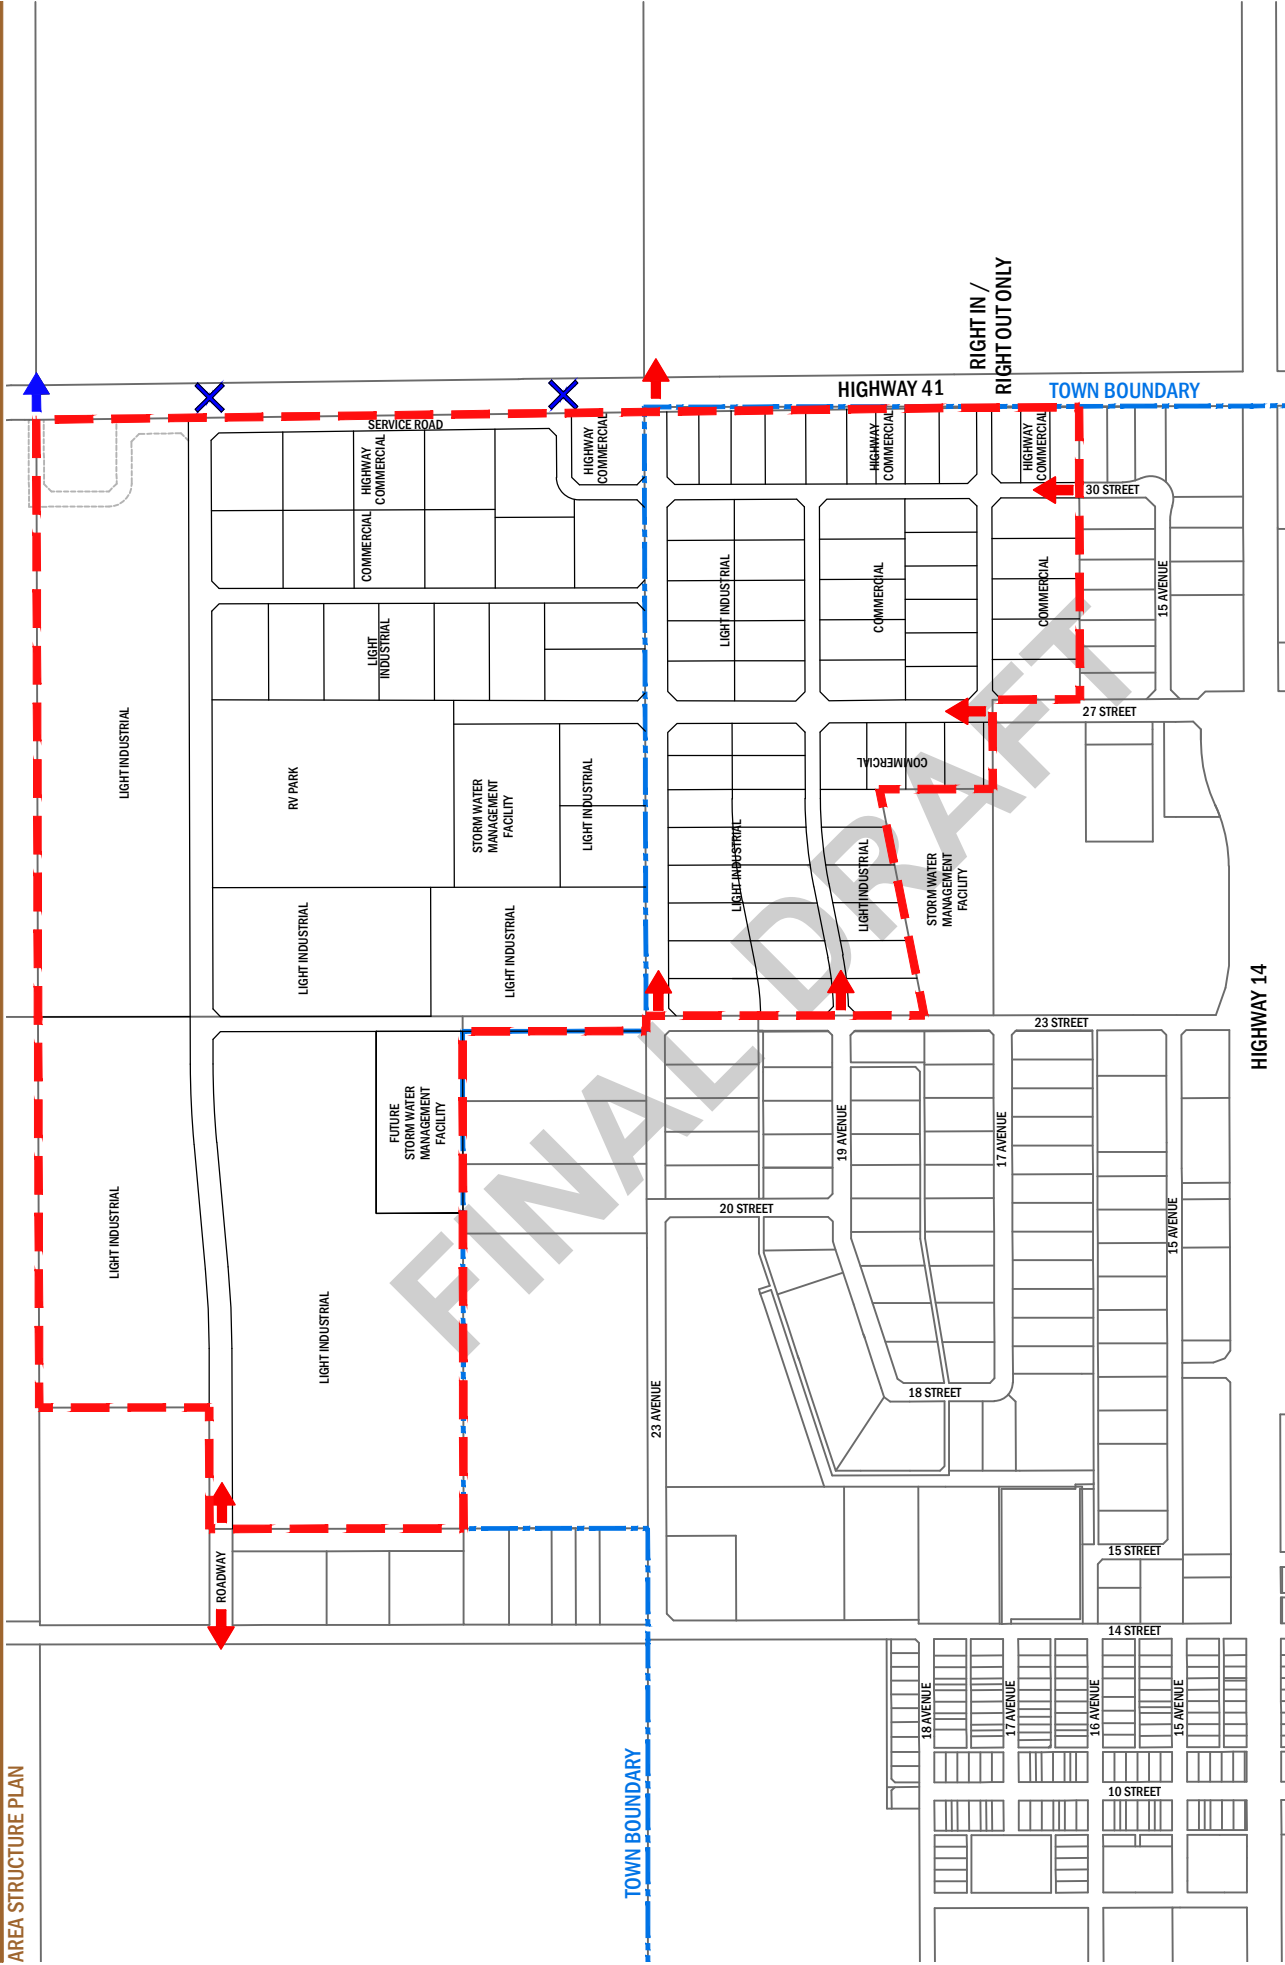 RIGHT IN /
RIGHT OUT ONLY
HIGHWAY 41
TOWN BOUNDARY
SERVICE ROAD
HIGHWAY
COMMERCIAL
HIGHWAY
COMMERCIAL
HIGHWAY
COMMERCIAL
HIGHWAY
COMMERCIAL
30 STREET
COMMERCIAL
LIGHT INDUSTRIAL
COMMERCIAL
COMMERCIAL
15 AVENUE
LIGHT
INDUSTRIAL
27 STREET
LIGHT INDUSTRIAL
RV PARK
STORM WATER
MANAGEMENT
FACILITY
LIGHT INDUSTRIAL
COMMERCIAL
LIGHT INDUSTRIAL
LIGHT INDUSTRIAL
STORM WATER
MANAGEMENT
FACILITY
LIGHT INDUSTRIAL
LIGHT INDUSTRIAL
HIGHWAY 14
23 STREET
FUTURE
STORM WATER
MANAGEMENT
FACILITY
19 AVENUE
17 AVENUE
LIGHT INDUSTRIAL
20 STREET
15 AVENUE
LIGHT INDUSTRIAL
FINAL DRAFT
23 AVENUE
18 STREET
15 STREET
ROADWAY
14 STREET
18 AVENUE
17 AVENUE
16 AVENUE
15 AVENUE
10 STREET
TOWN BOUNDARY
AREA STRUCTURE PLAN